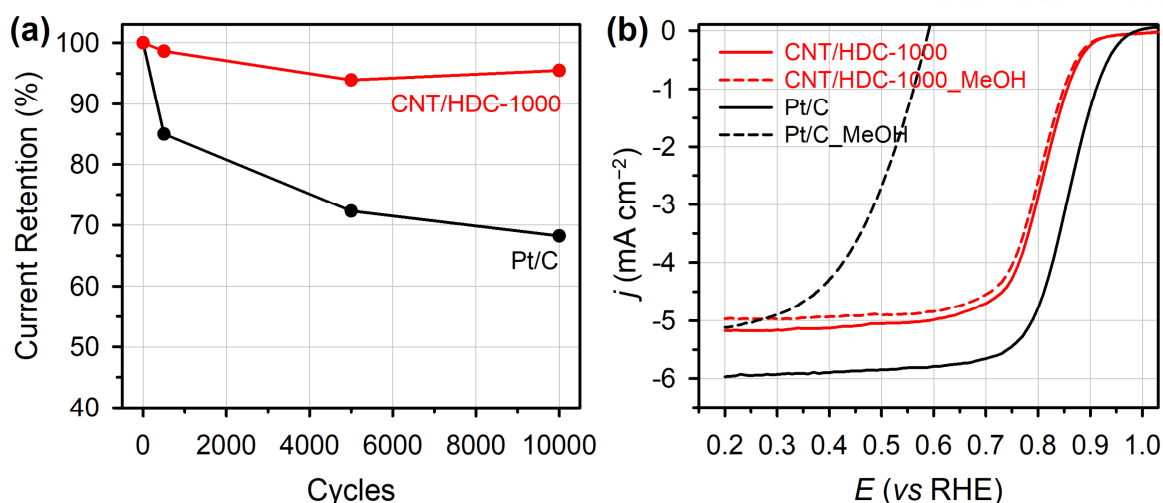 (a)
100
90
80
70
60
50
40
Current Retention (%)
CNT/HDC-1000
Pt/C
0 2000 4000 6000 8000 10000
Cycles
(b)
0
-1
-2
-3
-4
-5
-6
j (mA cm⁻²)
CNT/HDC-1000
CNT/HDC-1000_MeOH
Pt/C
Pt/C_MeOH
0.2 0.3 0.4 0.5 0.6 0.7 0.8 0.9 1.0
E (vs RHE)